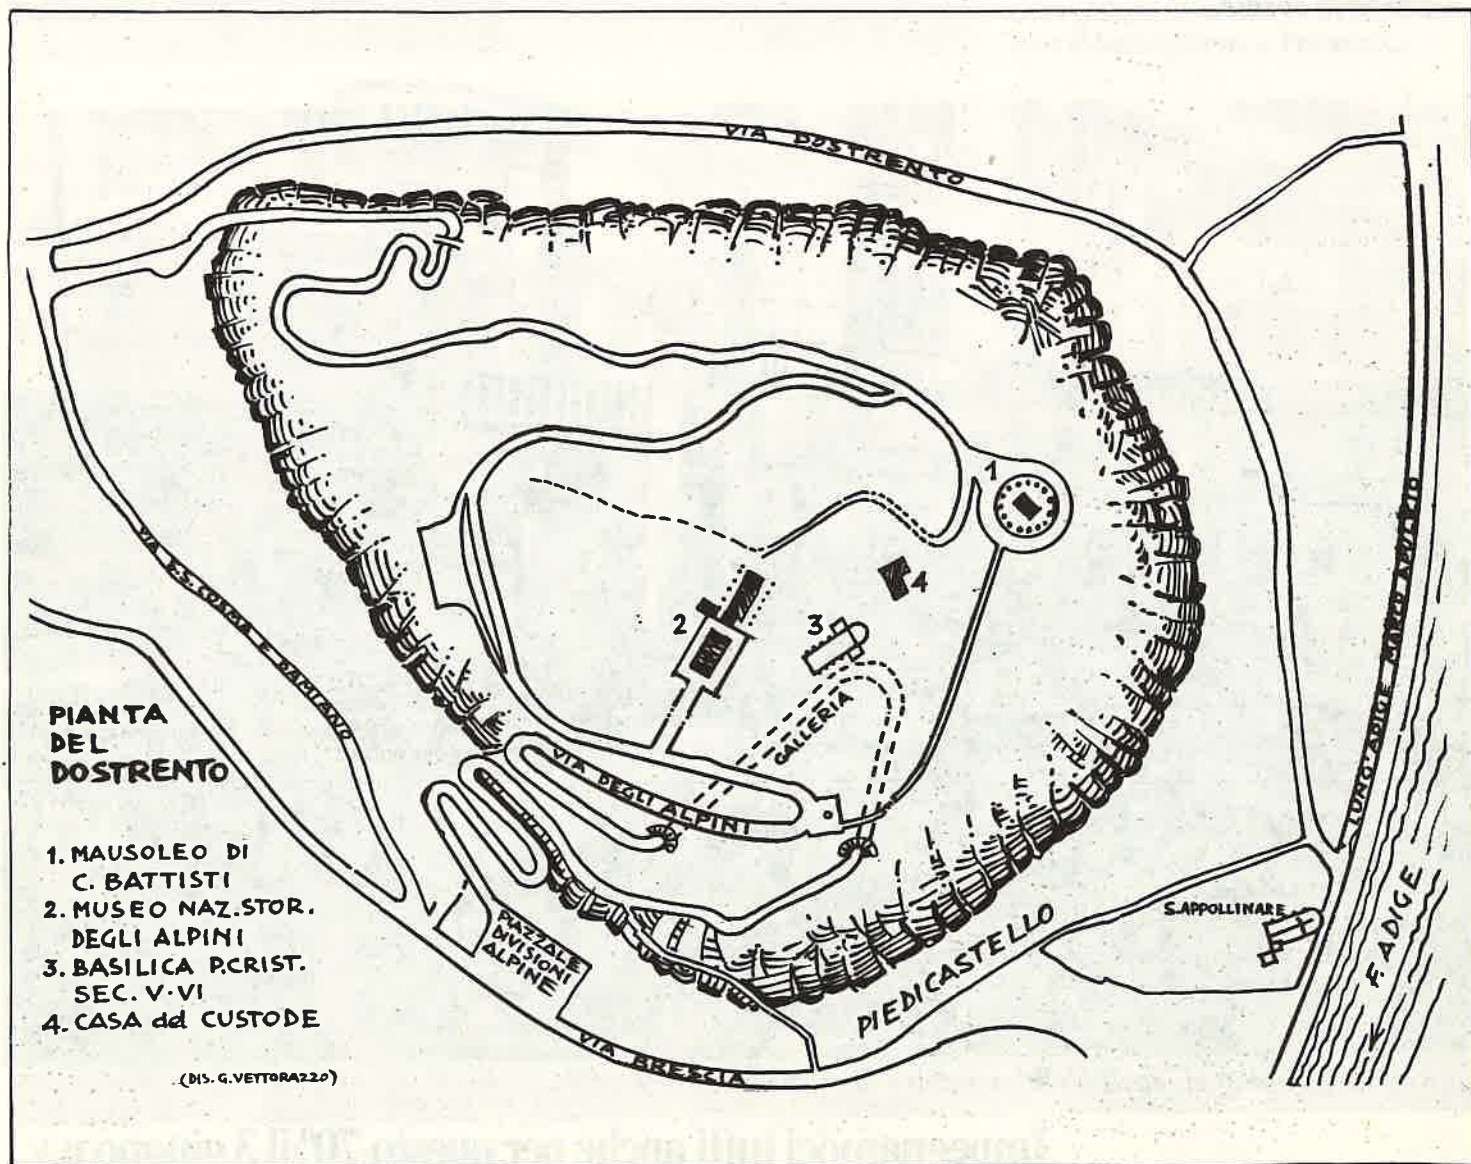 VIA DOSTRENTO
VIA S.S. COSMA E DAMIANO
LUNG'ADIGE MARCO APULEIO
1
2
3
4
GALLERIA
VIA DEGLI ALPINI
PIAZZALE
DIVISIONI
ALPINE
VIA BRESCIA
PIEDICASTELLO
S.APPOLLINARE
F. ADIGE
PIANTA
DEL
DOSTRENTO
1. MAUSOLEO DI
C. BATTISTI
2. MUSEO NAZ.STOR.
DEGLI ALPINI
3. BASILICA P.CRIST.
SEC. V·VI
4. CASA del CUSTODE
(DIS. G.VETTORAZZO)